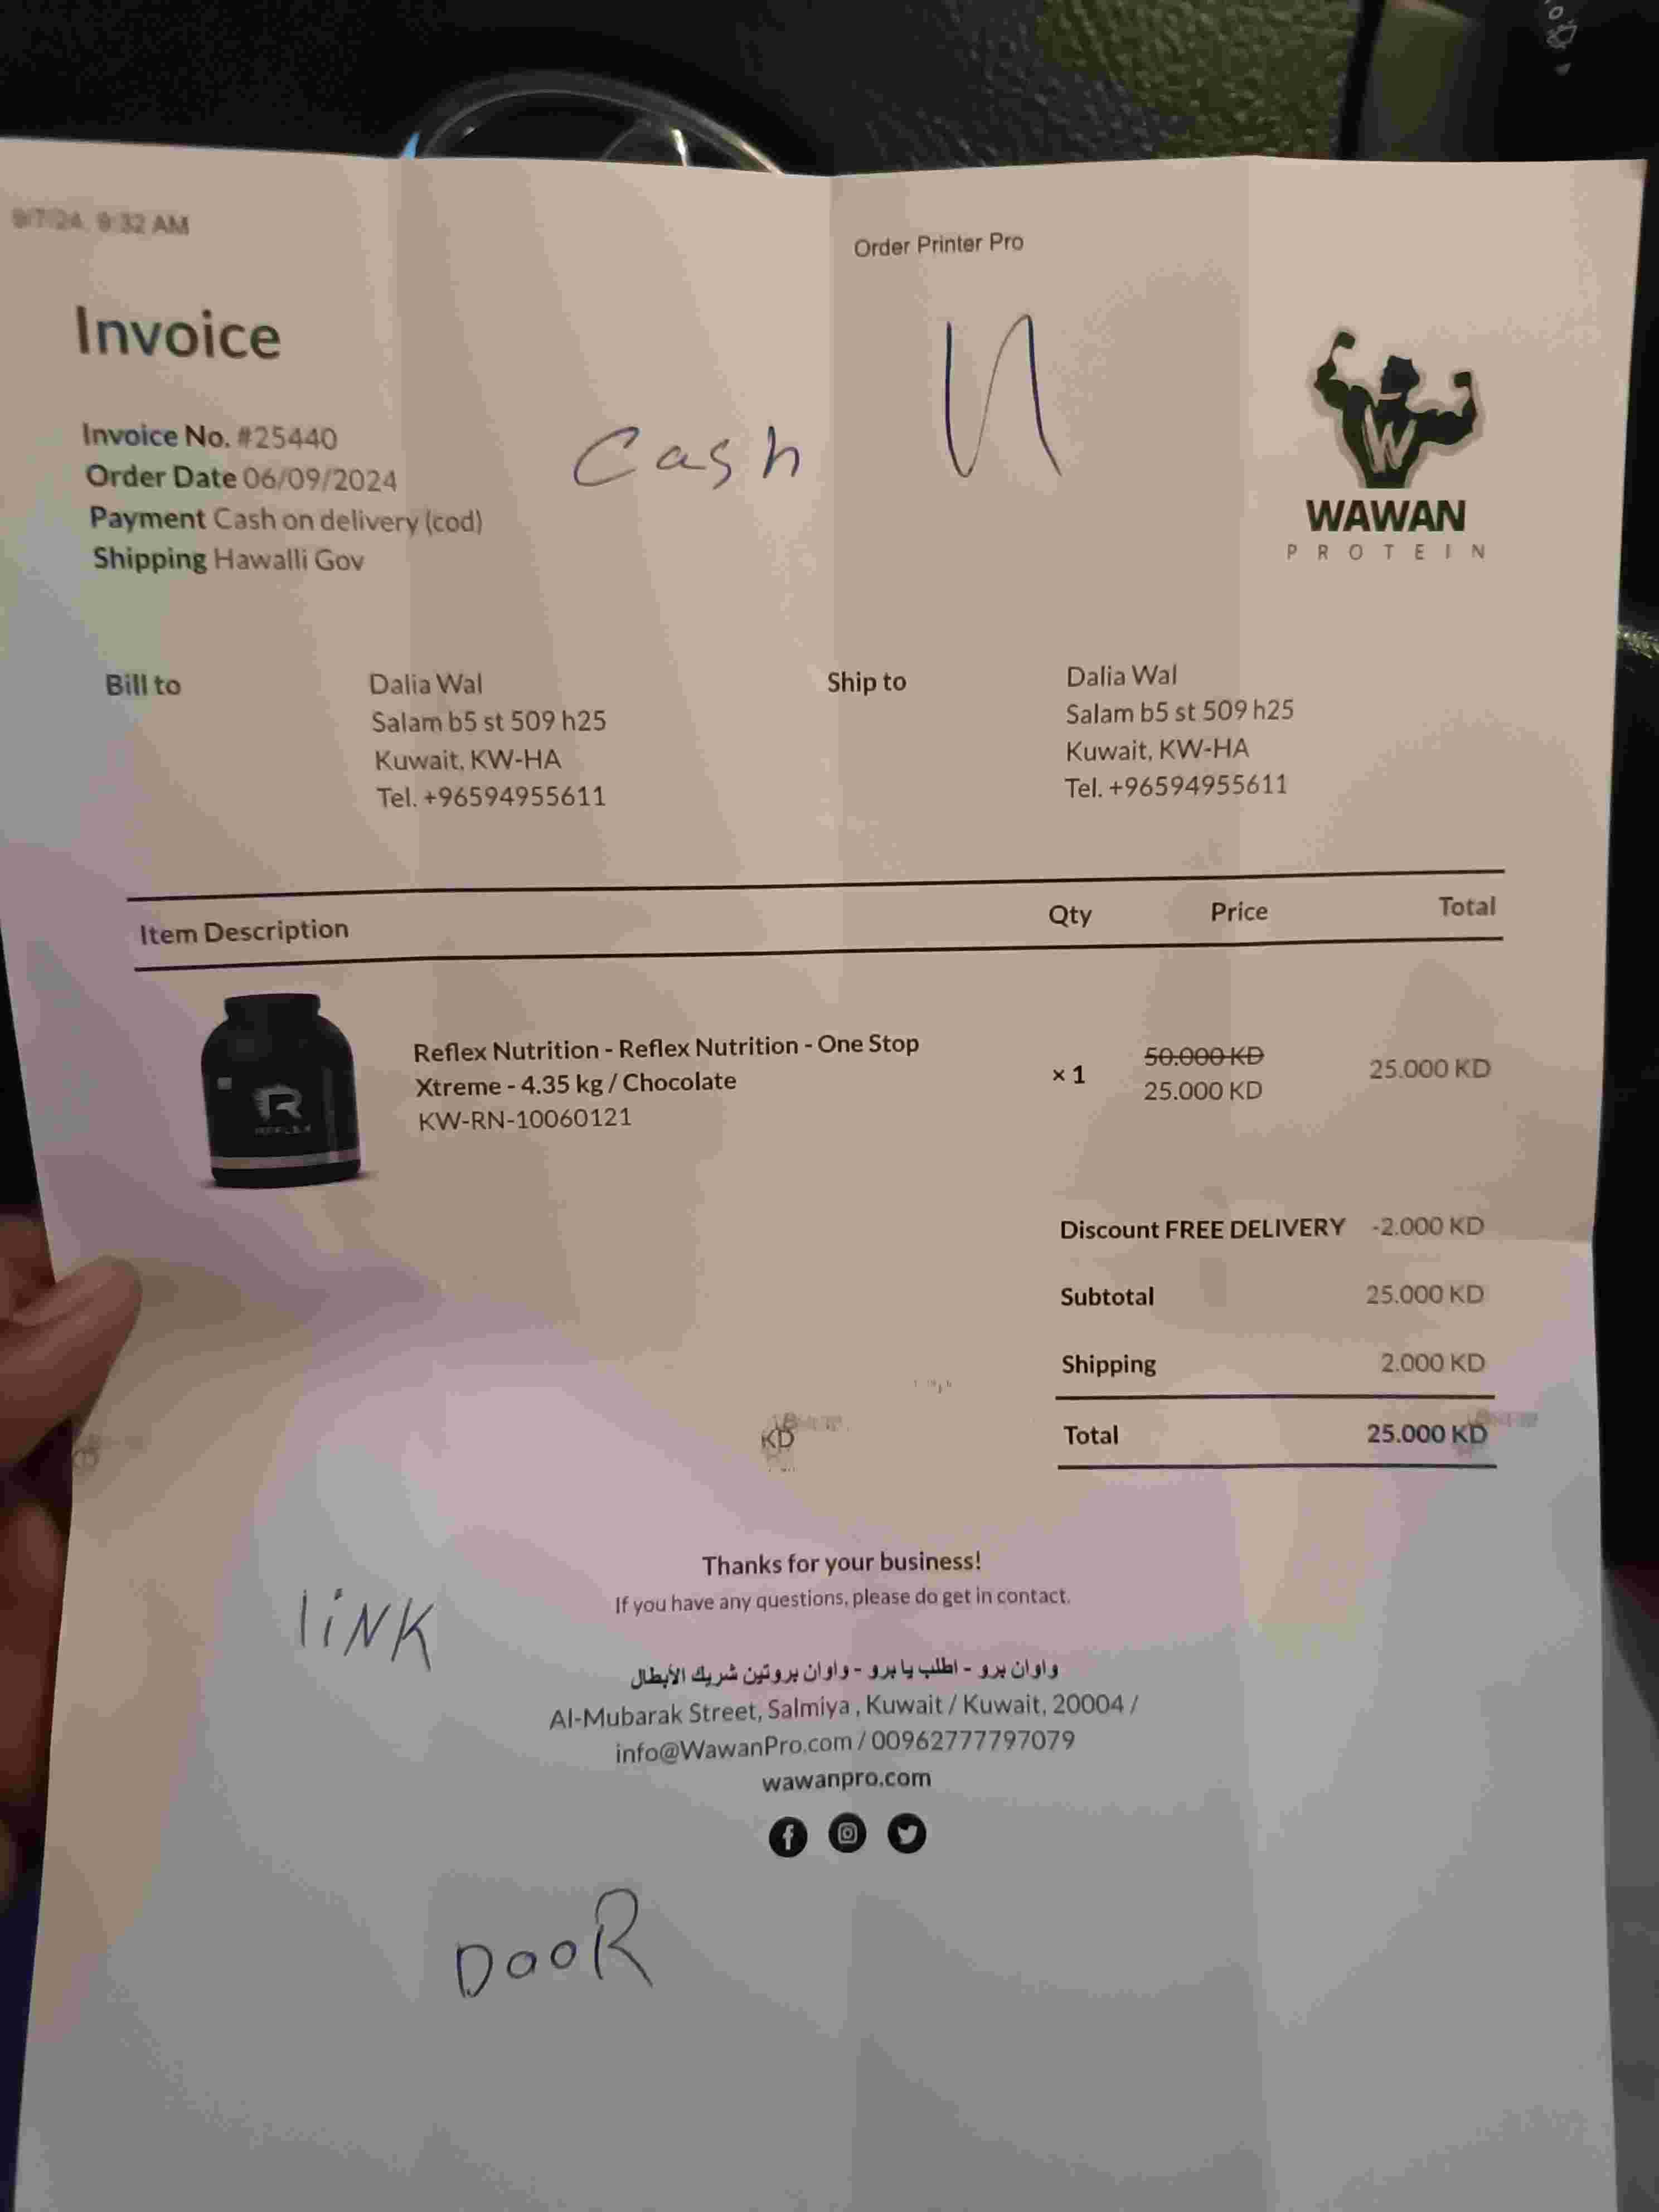 9/7/24, 9:32 AM
Order Printer Pro
Invoice
Cash
Invoice No. #25440
Order Date 06/09/2024
Payment Cash on delivery (cod)
Shipping Hawalli Gov
WAWAN
PROTEIN
Bill to
Dalia Wal
Salam b5 st 509 h25
Kuwait, KW-HA
Tel. +96594955611
Ship to
Dalia Wal
Salam b5 st 509 h25
Kuwait, KW-HA
Tel. +96594955611
Item Description Qty Price Total
Reflex Nutrition - Reflex Nutrition - One Stop
Xtreme - 4.35 kg / Chocolate
KW-RN-10060121
× 1
50.000 KD
25.000 KD
25.000 KD
Discount FREE DELIVERY -2.000 KD
Subtotal 25.000 KD
Shipping 2.000 KD
KD
Total 25.000 KD
Thanks for your business!
If you have any questions, please do get in contact.
liNK
واوان برو - اطلب يا برو - واوان بروتين شريك الأبطال
Al-Mubarak Street, Salmiya , Kuwait / Kuwait, 20004 /
info@WawanPro.com / 00962777797079
wawanpro.com
DooR